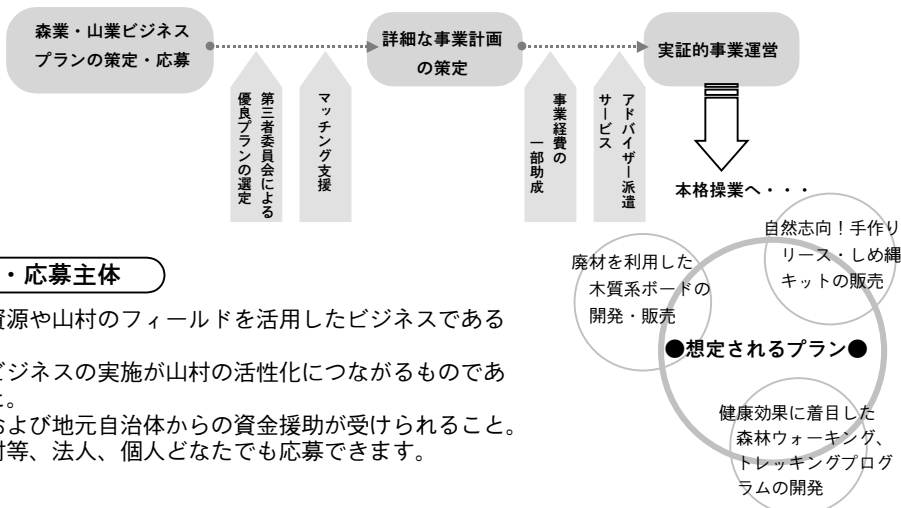 森業・山業ビジネス
プランの策定・応募
詳細な事業計画
の策定
実証的事業運営
第三者委員会による
優良プランの選定
マッチング支援
事業経費の
一部助成
アドバイザー派遣
サービス
本格操業へ・・・
・応募主体
資源や山村のフィールドを活用したビジネスである
ビジネスの実施が山村の活性化につながるものであ
と。
および地元自治体からの資金援助が受けられること。
村等、法人、個人どなたでも応募できます。
自然志向！手作り
リース・しめ縄
キットの販売
廃材を利用した
木質系ボードの
開発・販売
●想定されるプラン●
健康効果に着目した
森林ウォーキング、
トレッキングプログ
ラムの開発